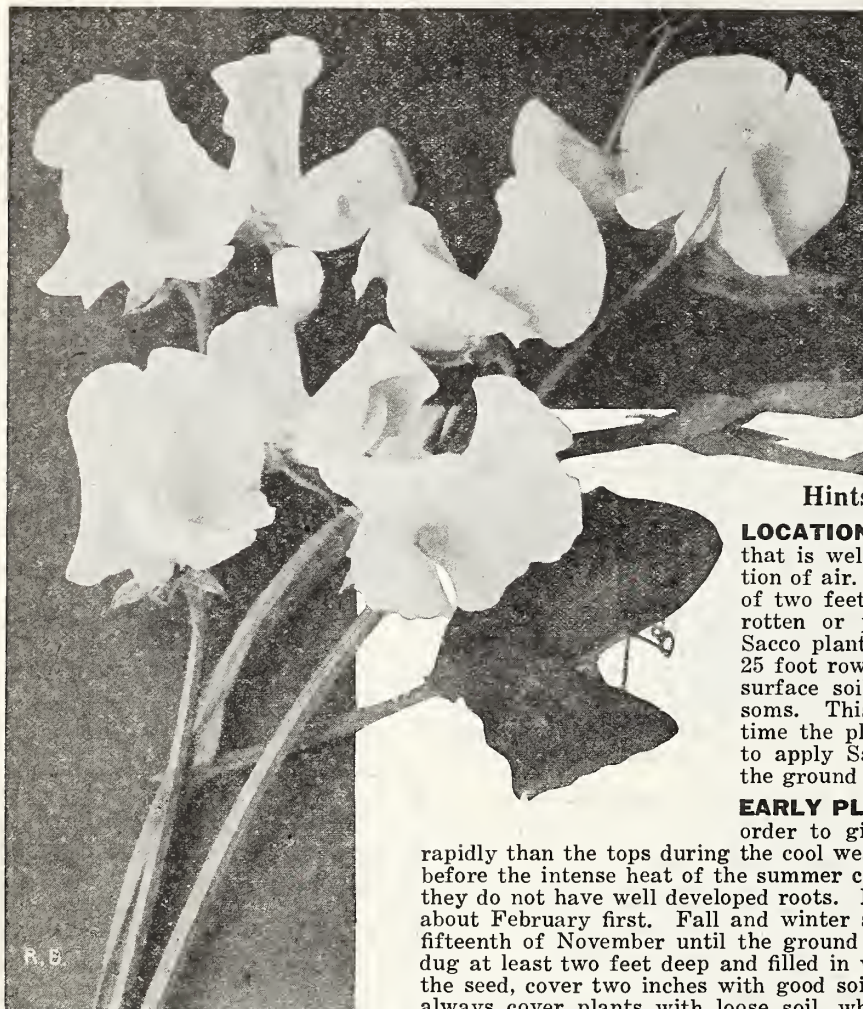 Hints
LOCATION
that is wel
tion of air.
of two feet
rotten or
Sacco plant
25 foot row
surface soi
soms. This
time the pl
to apply Sa
the ground
EARLY PL
order to gi
rapidly than the tops during the cool we
before the intense heat of the summer c
they do not have well developed roots.
about February first. Fall and winter
fifteenth of November until the ground
dug at least two feet deep and filled in
the seed, cover two inches with good soi
always cover plants with loose soil, wh
R.B.